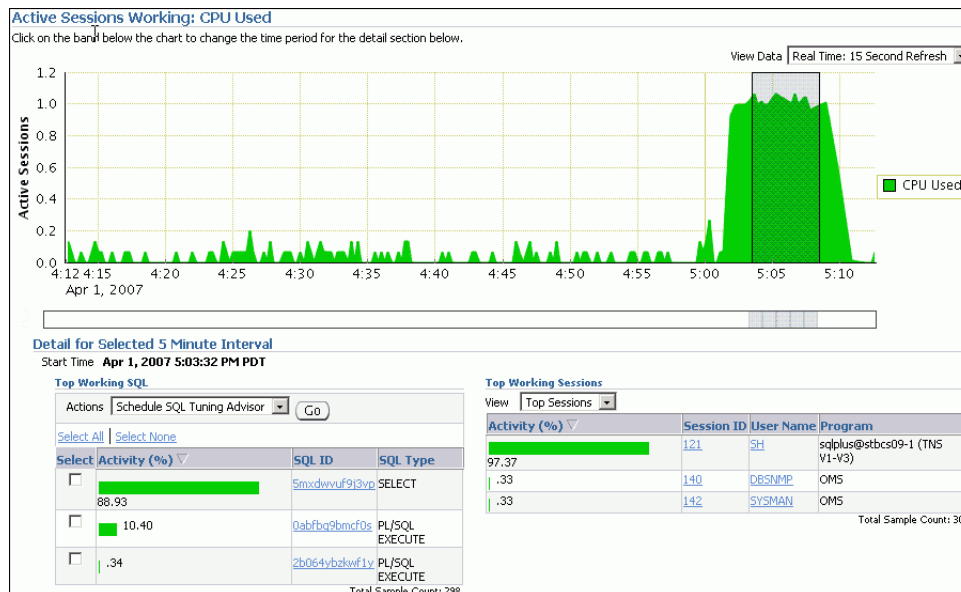 Active Sessions Working: CPU Used
Click on the band below the chart to change the time period for the detail section below.
View Data Real Time: 15 Second Refresh
1.2
1.0
0.8
0.6
0.4
0.2
0.0
Active Sessions
4:12 4:15 4:20 4:25 4:30 4:35 4:40 4:45 4:50 4:55 5:00 5:05 5:10
Apr 1, 2007
CPU Used
Detail for Selected 5 Minute Interval
Start Time Apr 1, 2007 5:03:32 PM PDT
Top Working SQL
Actions Schedule SQL Tuning Advisor Go
Select All | Select None
Select Activity (%) SQL ID SQL Type
88.93 5mxdwvuf9j3vp SELECT
10.40 0abfbq9bmcf0s PL/SQL EXECUTE
.34 2b064ybzkwf1y PL/SQL EXECUTE
Total Sample Count: 298
Top Working Sessions
View Top Sessions
Activity (%) Session ID User Name Program
97.37 121 SH sqlplus@stbcs09-1 (TNS V1-V3)
.33 140 DBSNMP OMS
.33 142 SYSMAN OMS
Total Sample Count: 30